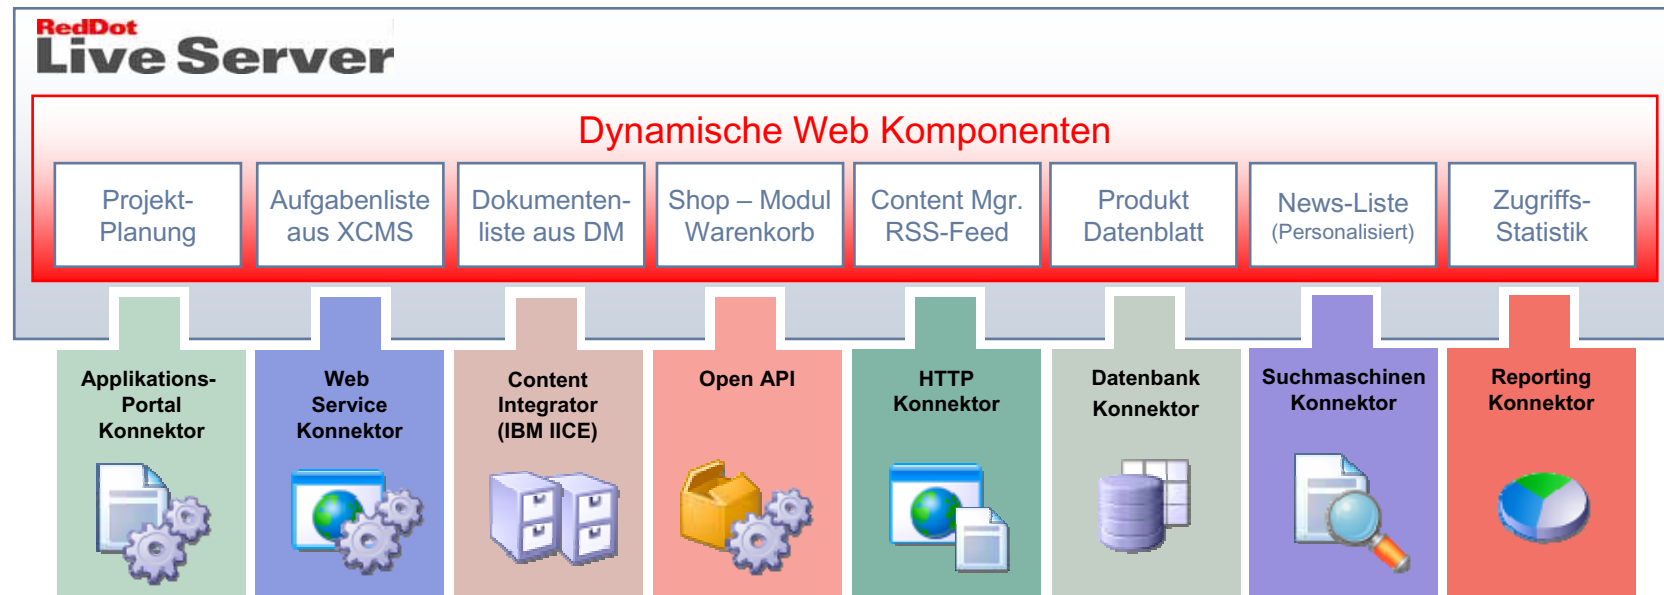 RedDot
Live Server
Dynamische Web Komponenten
Projekt-
Planung
Aufgabenliste
aus XCMS
Dokumenten-
liste aus DM
Shop – Modul
Warenkorb
Content Mgr.
RSS-Feed
Produkt
Datenblatt
News-Liste
(Personalisiert)
Zugriffs-
Statistik
Applikations-
Portal
Konnektor
Web
Service
Konnektor
Content
Integrator
(IBM IICE)
Open API
HTTP
Konnektor
Datenbank
Konnektor
Suchmaschinen
Konnektor
Reporting
Konnektor